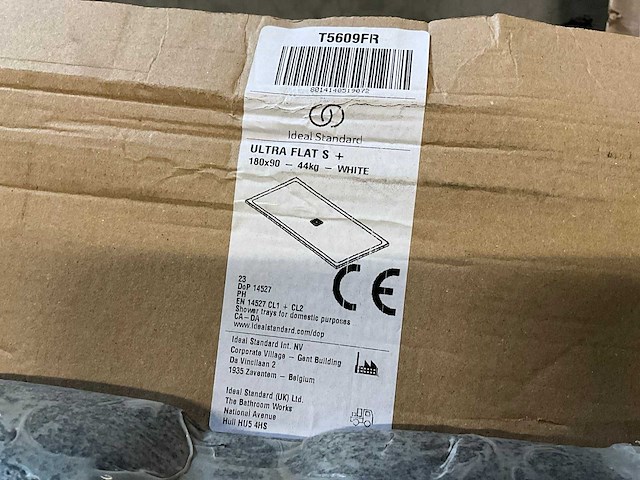 T5609FR
8014140519072
Ideal Standard
ULTRA FLAT S +
180x90 - 44kg - WHITE
23
DoP 14527
PH
EN 14527 CL1 + CL2
Shower trays for domestic purposes
CA - DA
www.idealstandard.com/dop
CE
Ideal Standard Int. NV
Corporate Village - Gent Building
Da Vincilaan 2
1935 Zaventem - Belgium
Ideal Standard (UK) Ltd.
The Bathroom Works
National Avenue
Hull HU5 4HS